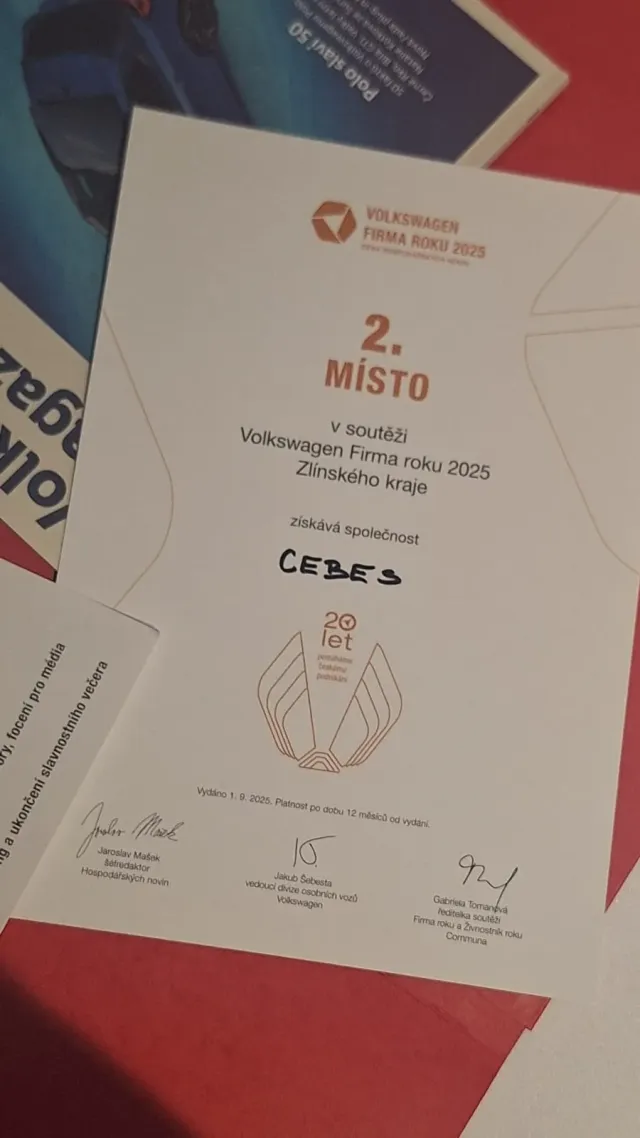 Polo slaví 50
VOLKSWAGEN
FIRMA ROKU 2025
2.
MÍSTO
v soutěži
Volkswagen Firma roku 2025
Zlínského kraje
získává společnost
CEBES
20
let
pomáháme
českému
podnikání
Vydáno 1. 9. 2025. Platnost po dobu 12 měsíců od vydání.
Jaroslav Mašek
šéfredaktor
Hospodářských novin
Jakub Šebesta
vedoucí divize osobních vozů
Volkswagen
Gabriela Tomanová
ředitelka soutěží
Firma roku a Živnostník roku
Communa
focení pro média
a ukončení slavnostního večera